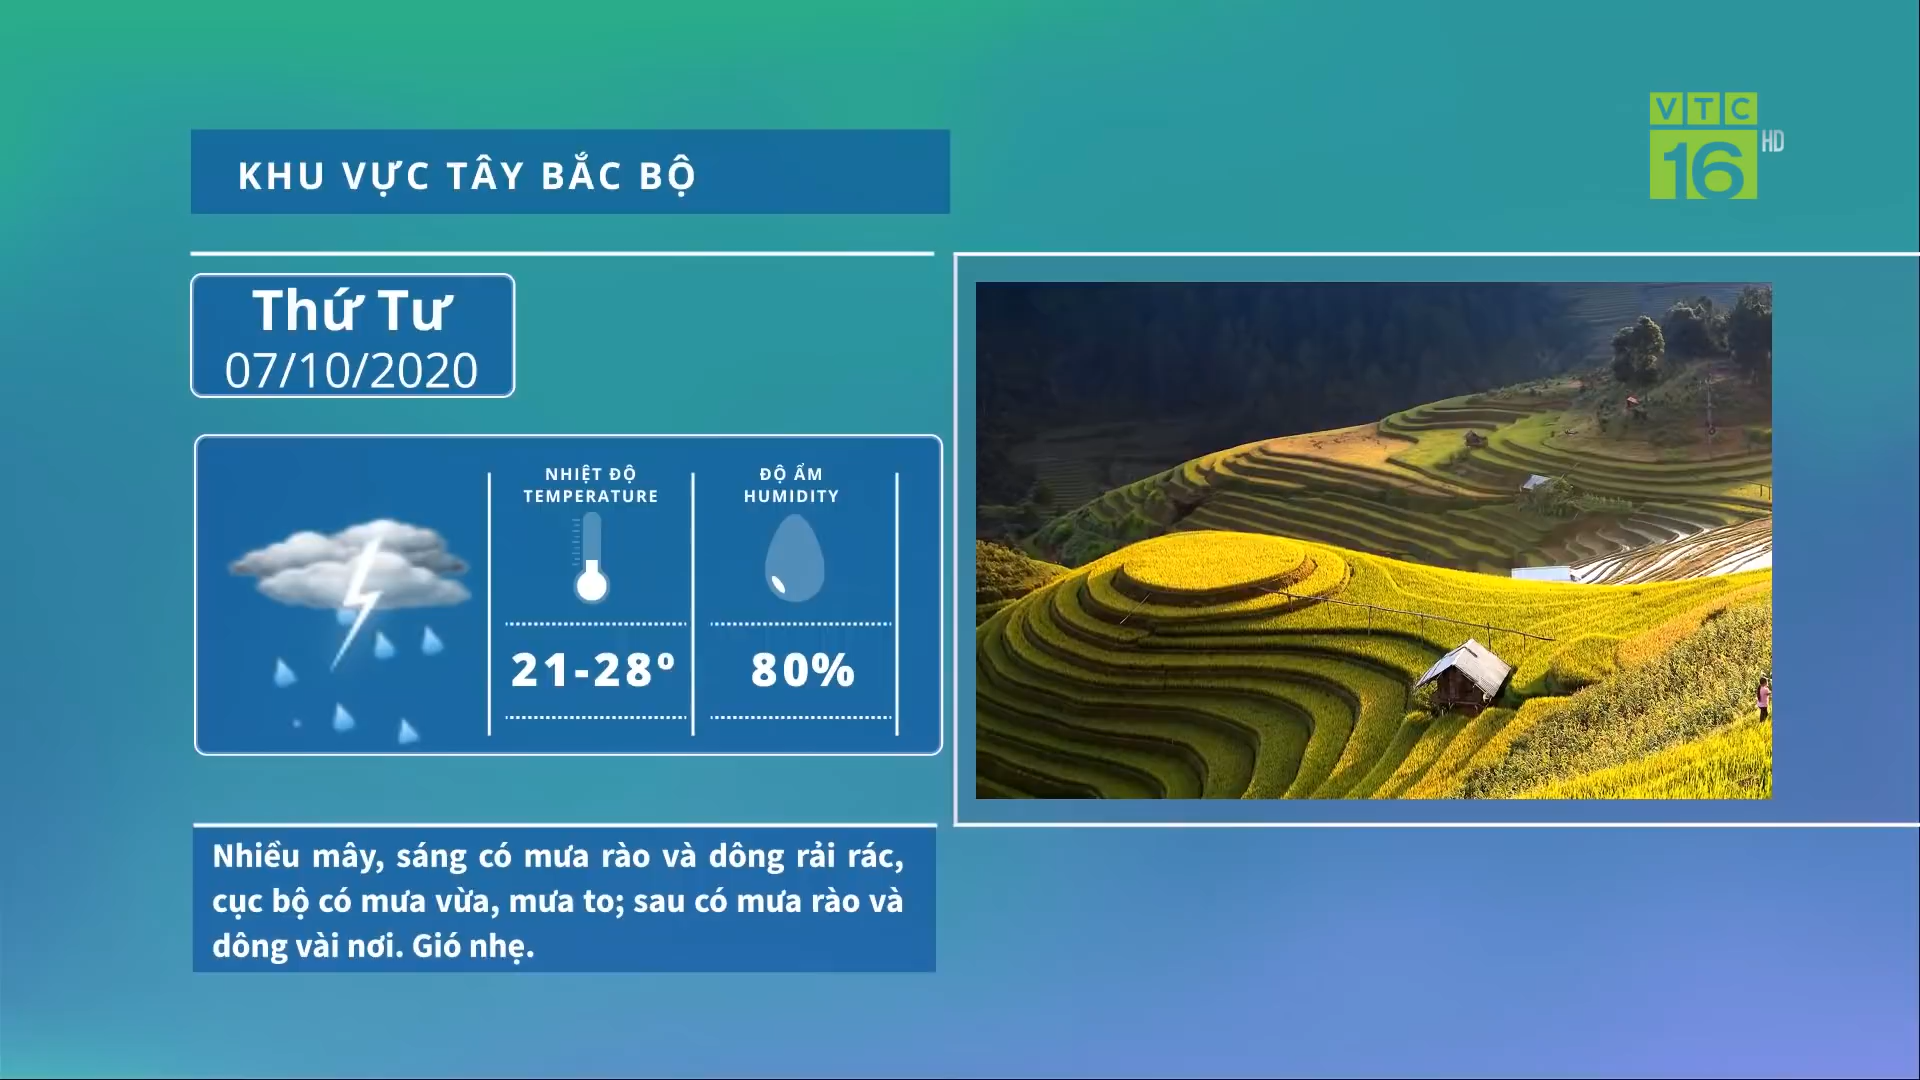 VTC
16 HD
KHU VỰC TÂY BẮC BỘ
Thứ Tư
07/10/2020
NHIỆT ĐỘ
TEMPERATURE
21-28º
ĐỘ ẨM
HUMIDITY
80%
Nhiều mây, sáng có mưa rào và dông rải rác,
cục bộ có mưa vừa, mưa to; sau có mưa rào và
dông vài nơi. Gió nhẹ.